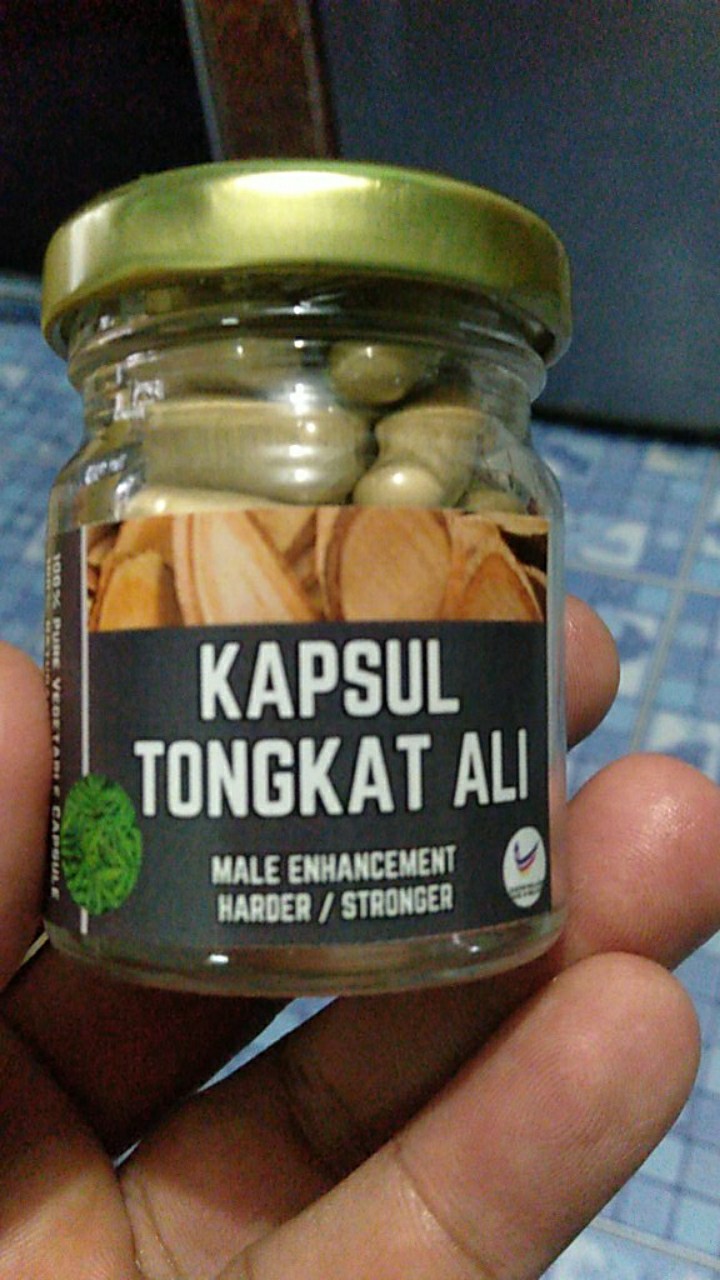 KAPSUL
TONGKAT ALI
MALE ENHANCEMENT
HARDER / STRONGER
100% PURE VEGETABLE CAPSULE